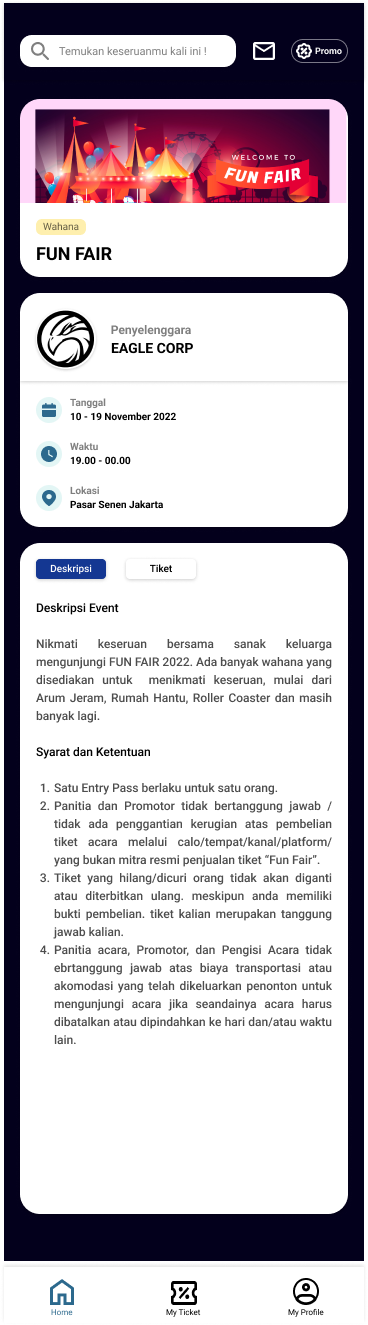 Temukan keseruanmu kali ini !
Promo
WELCOME TO
FUN FAIR
Wahana
FUN FAIR
Penyelenggara
EAGLE CORP
Tanggal
10 - 19 November 2022
Waktu
19.00 - 00.00
Lokasi
Pasar Senen Jakarta
Deskripsi
Tiket
Deskripsi Event
Nikmati keseruan bersama sanak keluarga
mengunjungi FUN FAIR 2022. Ada banyak wahana yang
disediakan untuk menikmati keseruan, mulai dari
Arum Jeram, Rumah Hantu, Roller Coaster dan masih
banyak lagi.
Syarat dan Ketentuan
1. Satu Entry Pass berlaku untuk satu orang.
2. Panitia dan Promotor tidak bertanggung jawab /
tidak ada penggantian kerugian atas pembelian
tiket acara melalui calo/tempat/kanal/platform/
yang bukan mitra resmi penjualan tiket “Fun Fair”.
3. Tiket yang hilang/dicuri orang tidak akan diganti
atau diterbitkan ulang. meskipun anda memiliki
bukti pembelian. tiket kalian merupakan tanggung
jawab kalian.
4. Panitia acara, Promotor, dan Pengisi Acara tidak
ebrtanggung jawab atas biaya transportasi atau
akomodasi yang telah dikeluarkan penonton untuk
mengunjungi acara jika seandainya acara harus
dibatalkan atau dipindahkan ke hari dan/atau waktu
lain.
Home
My Ticket
My Profile